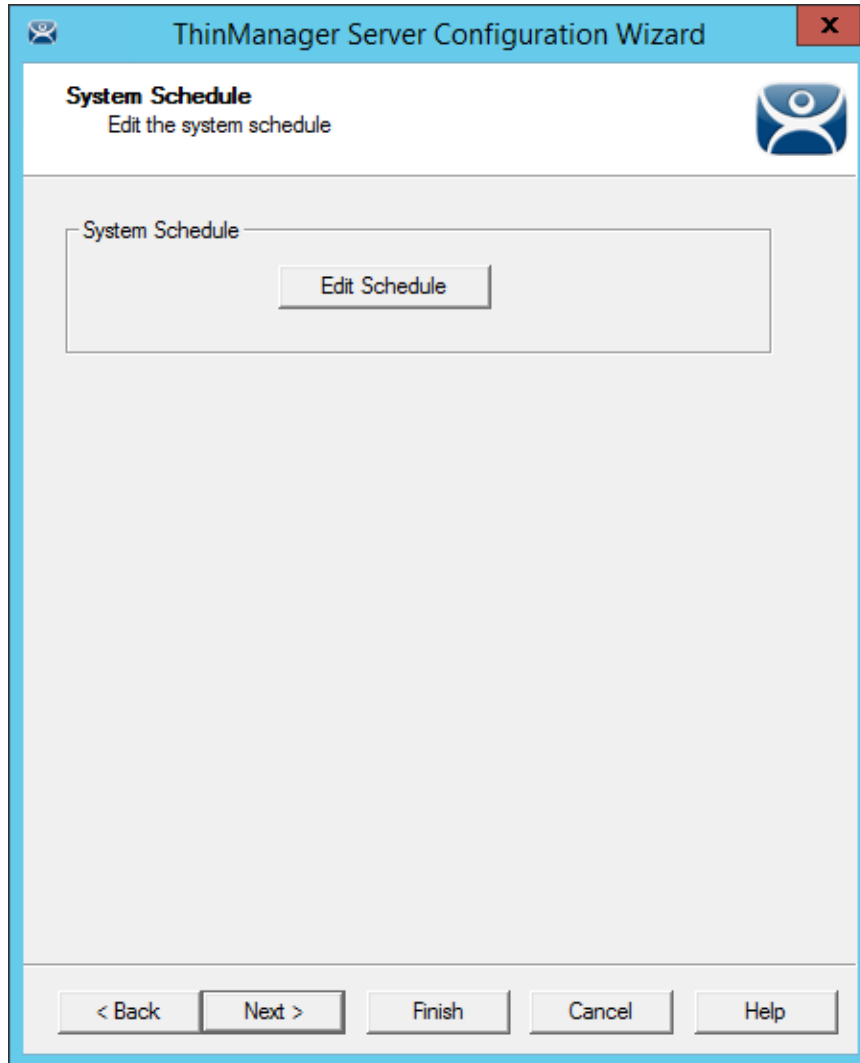 ThinManager Server Configuration Wizard
x
System Schedule
Edit the system schedule
System Schedule
Edit Schedule
< Back Next > Finish Cancel Help